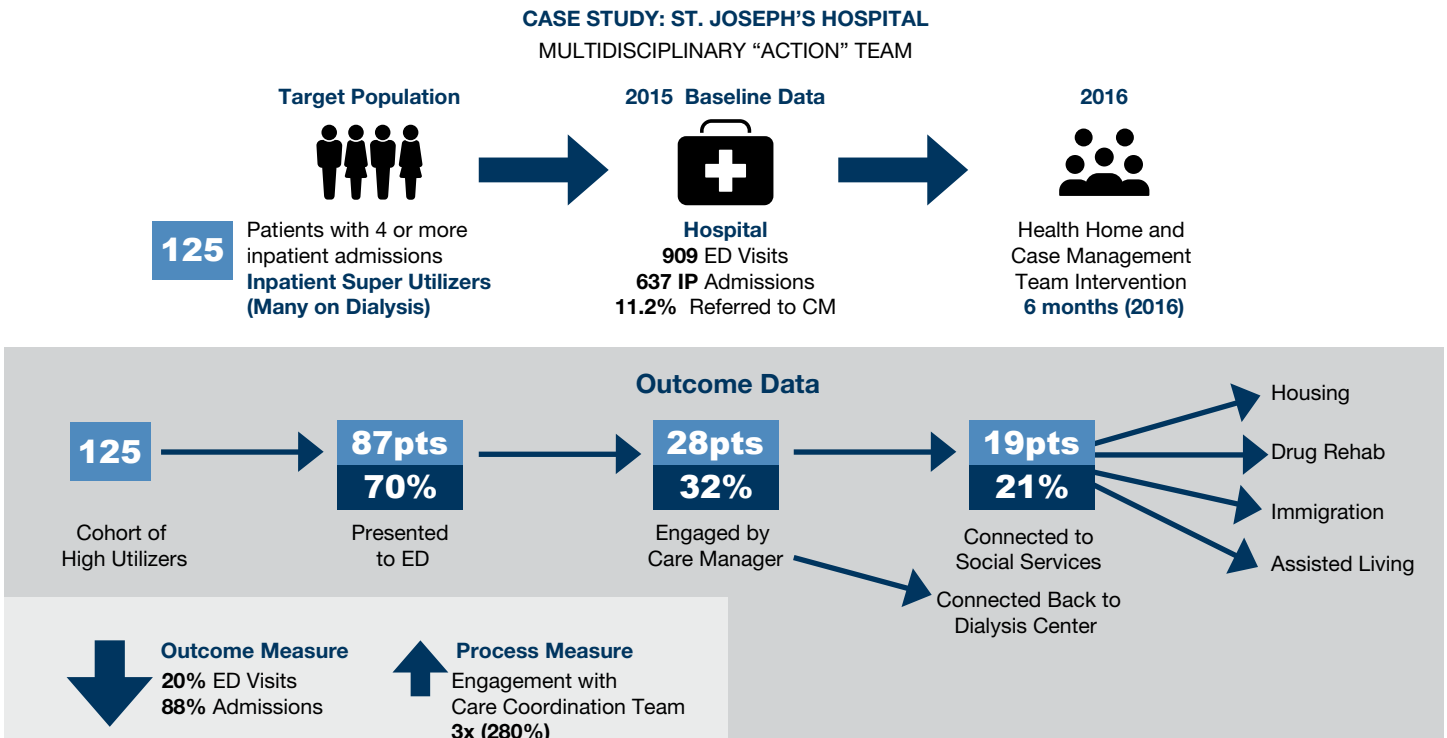 CASE STUDY: ST. JOSEPH'S HOSPITAL
MULTIDISCIPLINARY “ACTION” TEAM
Target Population
125
Patients with 4 or more
inpatient admissions
Inpatient Super Utilizers
(Many on Dialysis)
2015 Baseline Data
Hospital
909 ED Visits
637 IP Admissions
11.2% Referred to CM
2016
Health Home and
Case Management
Team Intervention
6 months (2016)
Outcome Data
125
Cohort of
High Utilizers
87pts
70%
Presented
to ED
28pts
32%
Engaged by
Care Manager
19pts
21%
Connected to
Social Services
Connected Back to
Dialysis Center
Housing
Drug Rehab
Immigration
Assisted Living
Outcome Measure
20% ED Visits
88% Admissions
Process Measure
Engagement with
Care Coordination Team
3x (280%)